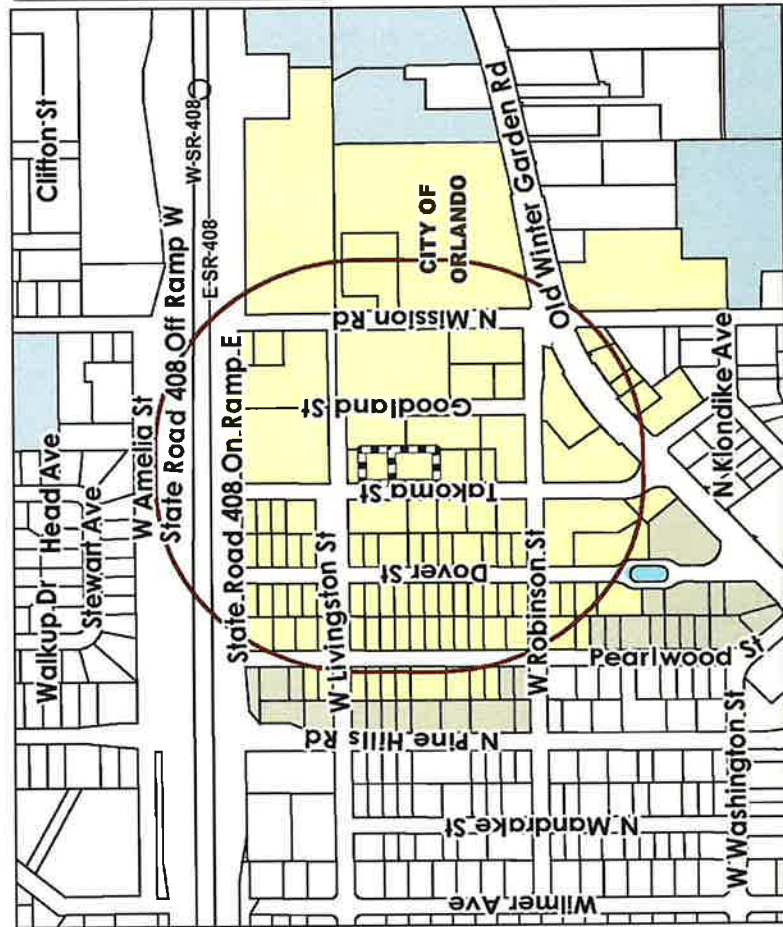 Clifton St
W-SR-408
E-SR-408
State Road 408 Off Ramp W
W Amelia St
Head Ave
Walkup Dr
Stewart Ave
State Road 408 On Ramp E
CITY OF
ORLANDO
Old Winter Garden Rd
N Mission Rd
Goodland St
Takoma St
Dover St
W Livingston St
W Robinson St
N Klondike Ave
Pearlwood St
N Pine Hills Rd
N Mandrake St
W Washington St
Wilmer Ave